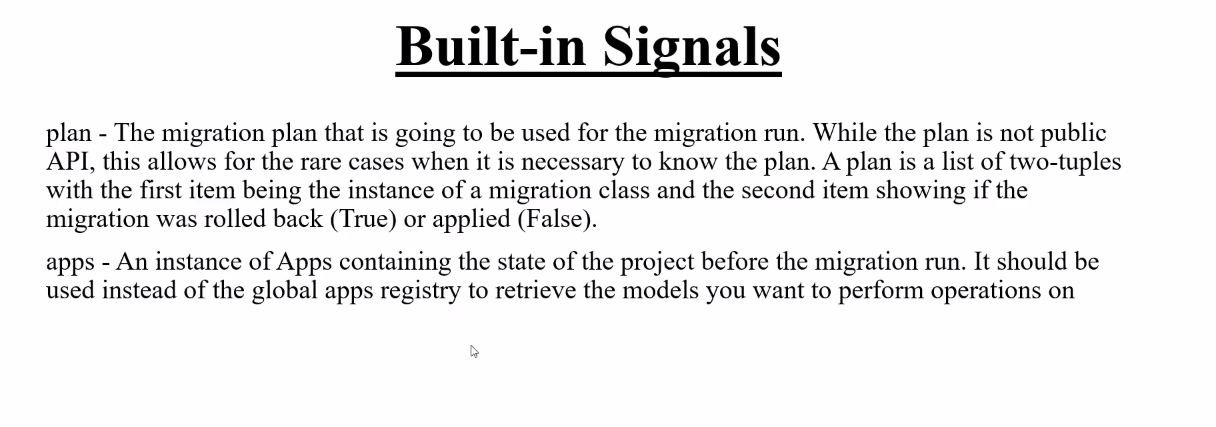 Built-in Signals
plan - The migration plan that is going to be used for the migration run. While the plan is not public
API, this allows for the rare cases when it is necessary to know the plan. A plan is a list of two-tuples
with the first item being the instance of a migration class and the second item showing if the
migration was rolled back (True) or applied (False).
apps - An instance of Apps containing the state of the project before the migration run. It should be
used instead of the global apps registry to retrieve the models you want to perform operations on